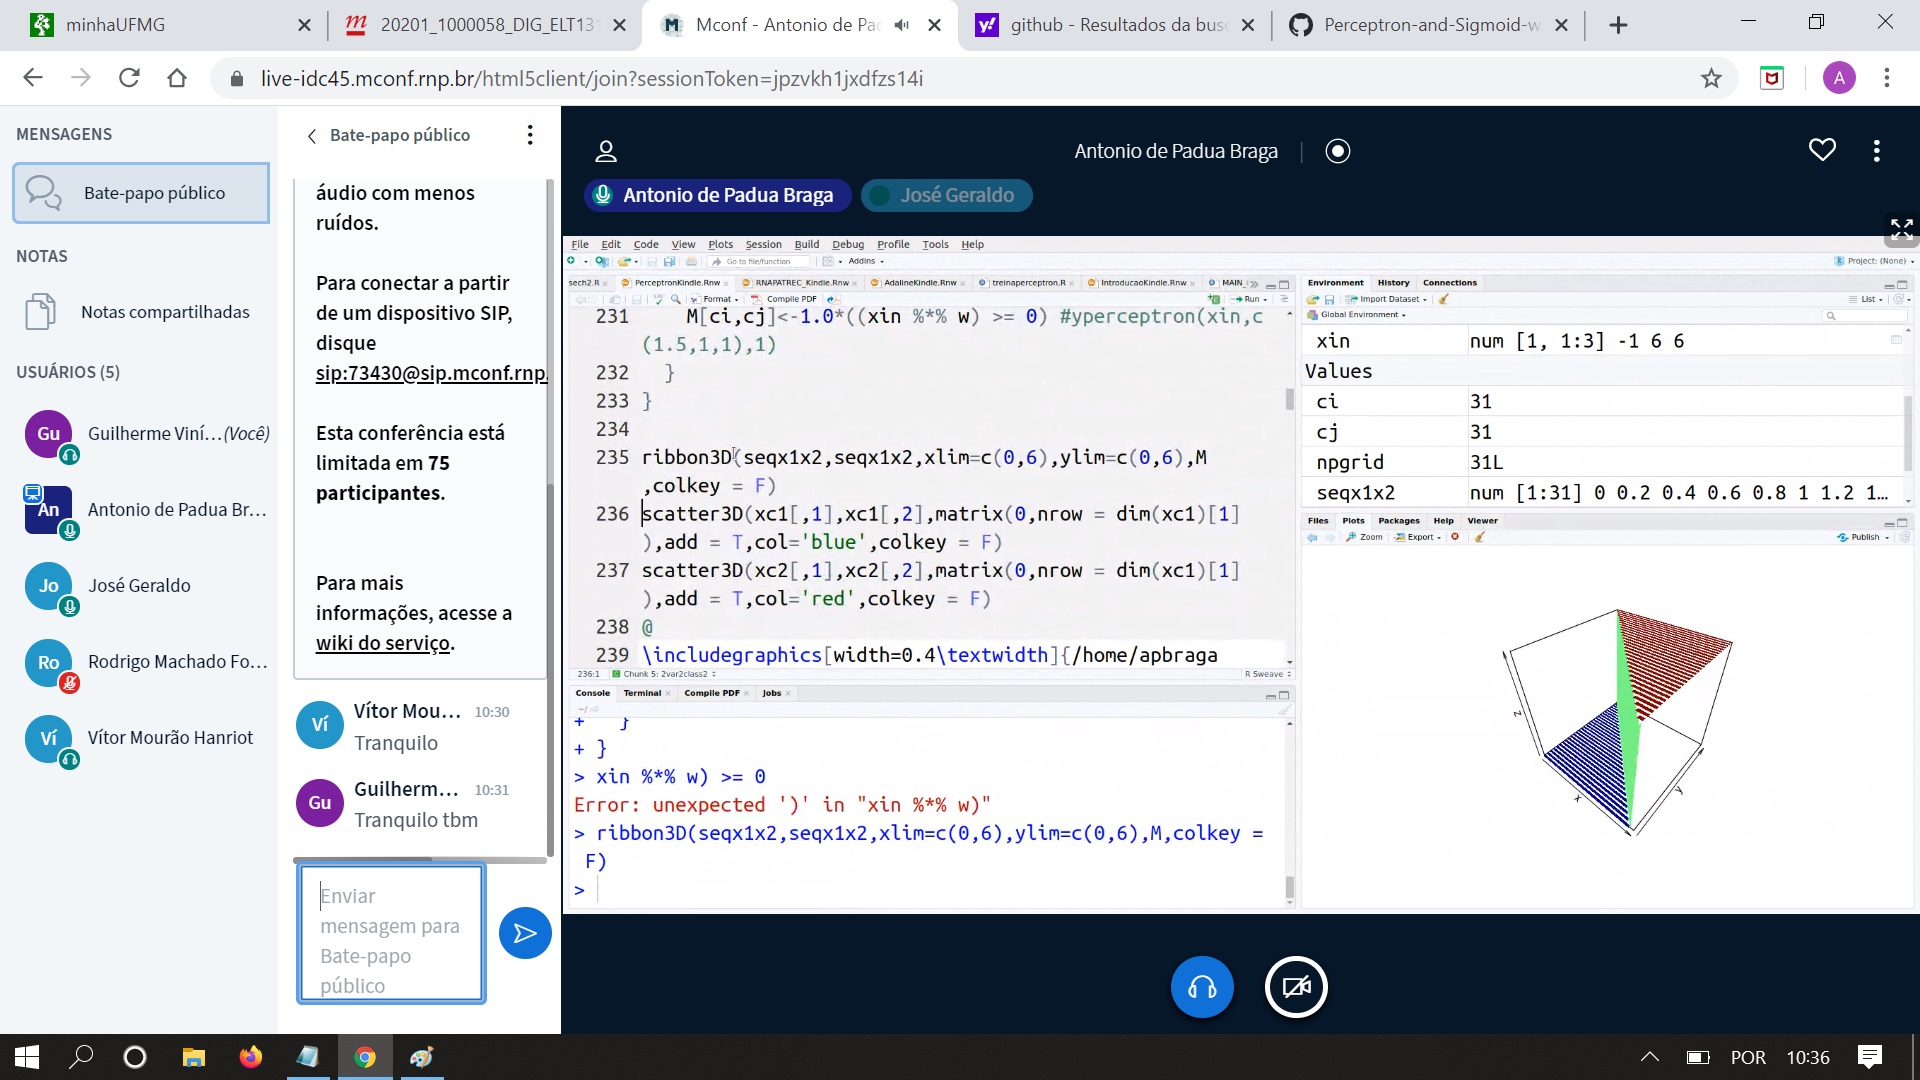 minhaUFMG
20201_1000058_DIG_ELT13
Mconf - Antonio de Pad
github - Resultados da bus
Perceptron-and-Sigmoid-w
live-idc45.mconf.rnp.br/html5client/join?sessionToken=jpzvkh1jxdfzs14i
A
MENSAGENS
Bate-papo público
NOTAS
Notas compartilhadas
USUÁRIOS (5)
Gu
Guilherme Viní...(Você)
An
Antonio de Padua Br...
Jo
José Geraldo
Ro
Rodrigo Machado Fo...
Ví
Vítor Mourão Hanriot
Bate-papo público
áudio com menos
ruídos.
Para conectar a partir
de um dispositivo SIP,
disque
sip:73430@sip.mconf.rnp.
Esta conferência está
limitada em 75
participantes.
Para mais
informações, acesse a
wiki do serviço.
Ví
Vítor Mou... 10:30
Tranquilo
Gu
Guilherm... 10:31
Tranquilo tbm
Enviar
mensagem para
Bate-papo
público
Antonio de Padua Braga
Antonio de Padua Braga
José Geraldo
File Edit Code View Plots Session Build Debug Profile Tools Help
Go to file/function Addins
Project: (None)
sech2.R PerceptronKindle.Rnw RNAPATREC_Kindle.Rnw AdalineKindle.Rnw treinaperceptron.R IntroducaoKindle.Rnw MAIN_
Format Compile PDF Run
231 M[ci,cj]<-1.0*((xin %*% w) >= 0) #yperceptron(xin,c
(1.5,1,1),1)
232 }
233 }
234
235 ribbon3D(seqx1x2,seqx1x2,xlim=c(0,6),ylim=c(0,6),M
,colkey = F)
236 scatter3D(xc1[,1],xc1[,2],matrix(0,nrow = dim(xc1)[1]
),add = T,col='blue',colkey = F)
237 scatter3D(xc2[,1],xc2[,2],matrix(0,nrow = dim(xc1)[1]
),add = T,col='red',colkey = F)
238 @
239 \includegraphics[width=0.4\textwidth]{/home/apbraga
236:1 Chunk 5: 2var2class2 R Sweave
Console Terminal Compile PDF Jobs
~/
+ }
+ }
> xin %*% w) >= 0
Error: unexpected ')' in "xin %*% w)"
> ribbon3D(seqx1x2,seqx1x2,xlim=c(0,6),ylim=c(0,6),M,colkey =
F)
>
Environment History Connections
Import Dataset List
Global Environment
xin num [1, 1:3] -1 6 6
Values
ci 31
cj 31
npgrid 31L
seqx1x2 num [1:31] 0 0.2 0.4 0.6 0.8 1 1.2 1...
Files Plots Packages Help Viewer
Zoom Export Publish
z
x
y
POR 10:36